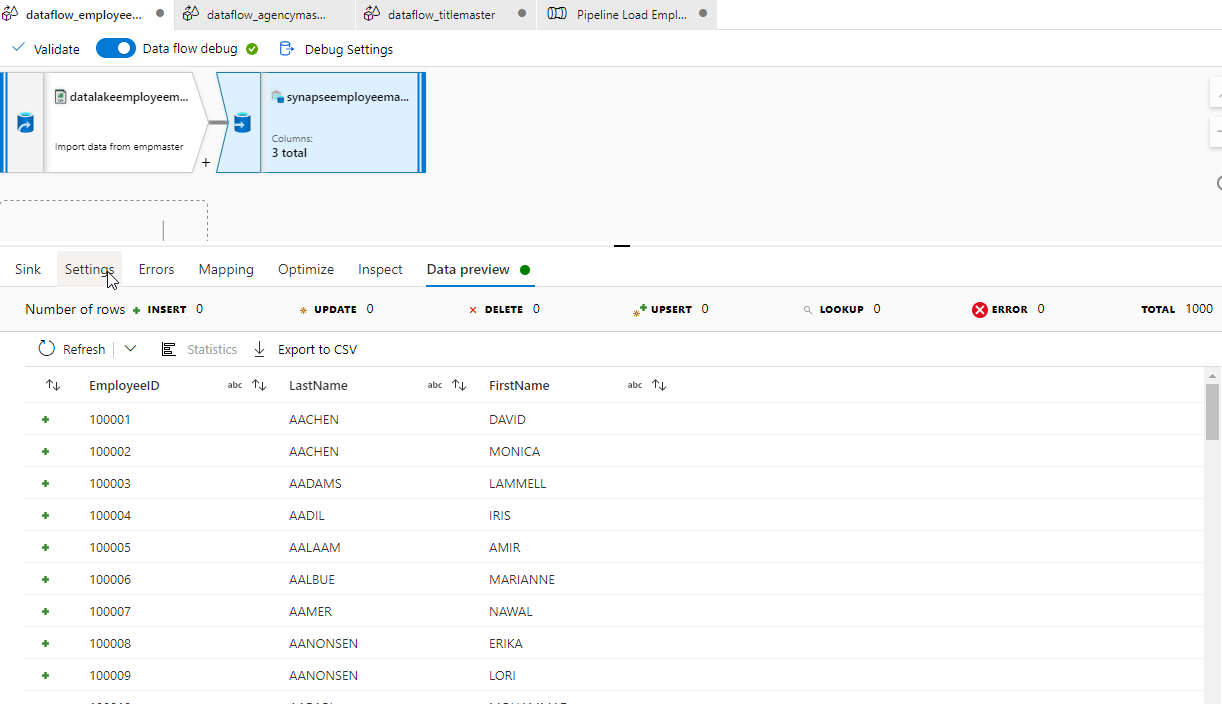 dataflow_employee... dataflow_agencymas... dataflow_titlemaster Pipeline Load Empl...
Validate Data flow debug Debug Settings
datalakeemployeem... synapseemployeema...
Columns:
Import data from empmaster 3 total
+
Sink Settings Errors Mapping Optimize Inspect Data preview
Number of rows INSERT 0 UPDATE 0 DELETE 0 UPSERT 0 LOOKUP 0 ERROR 0 TOTAL 1000
Refresh Statistics Export to CSV
EmployeeID abc LastName abc FirstName abc
100001 AACHEN DAVID
100002 AACHEN MONICA
100003 AADAMS LAMMELL
100004 AADIL IRIS
100005 AALAAM AMIR
100006 AALBUE MARIANNE
100007 AAMER NAWAL
100008 AANONSEN ERIKA
100009 AANONSEN LORI